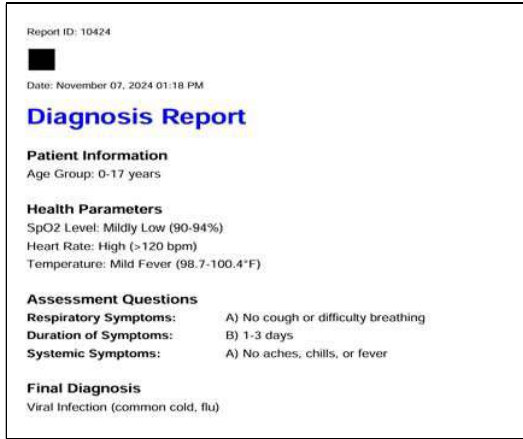 Report ID: 10424
Date: November 07, 2024 01:18 PM
Diagnosis Report
Patient Information
Age Group: 0-17 years
Health Parameters
SpO2 Level: Mildly Low (90-94%)
Heart Rate: High (>120 bpm)
Temperature: Mild Fever (98.7-100.4°F)
Assessment Questions
Respiratory Symptoms: A) No cough or difficulty breathing
Duration of Symptoms: B) 1-3 days
Systemic Symptoms: A) No aches, chills, or fever
Final Diagnosis
Viral Infection (common cold, flu)